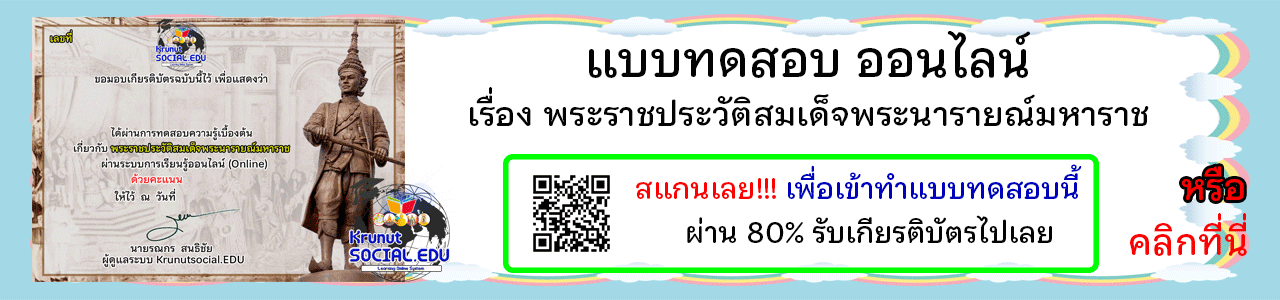 เลขที่
Krunut
SOCIAL.EDU
ขอมอบเกียรติบัตรฉบับนี้ไว้ เพื่อแสดงว่า
ได้ผ่านการทดสอบความรู้เบื้องต้น
เกี่ยวกับ พระราชประวัติสมเด็จพระนารายณ์มหาราช
ผ่านระบบการเรียนรู้ออนไลน์ (Online)
ด้วยคะแนน
ให้ไว้ ณ วันที่
นายรณกร สนธิชัย
ผู้ดูแลระบบ Krunutsocial.EDU
Krunut
SOCIAL.EDU
Learning Online System
แบบทดสอบ ออนไลน์
เรื่อง พระราชประวัติสมเด็จพระนารายณ์มหาราช
สแกนเลย!!! เพื่อเข้าทำแบบทดสอบนี้
ผ่าน 80% รับเกียรติบัตรไปเลย
หรือ
คลิกที่นี่